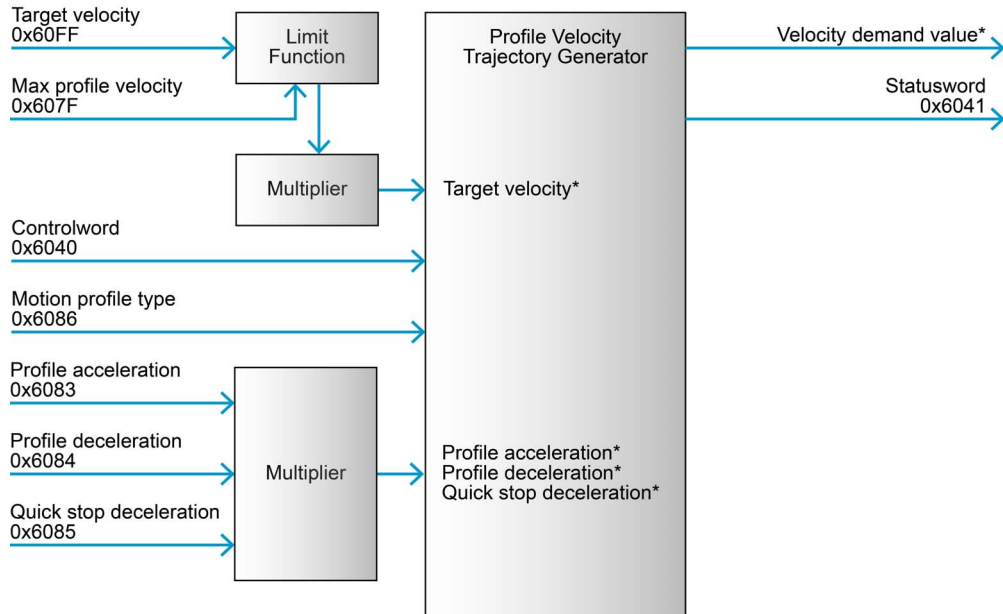 Target velocity
0x60FF
Max profile velocity
0x607F
Limit
Function
Multiplier
Controlword
0x6040
Motion profile type
0x6086
Profile acceleration
0x6083
Profile deceleration
0x6084
Quick stop deceleration
0x6085
Multiplier
Profile Velocity
Trajectory Generator
Target velocity*
Profile acceleration*
Profile deceleration*
Quick stop deceleration*
Velocity demand value*
Statusword
0x6041